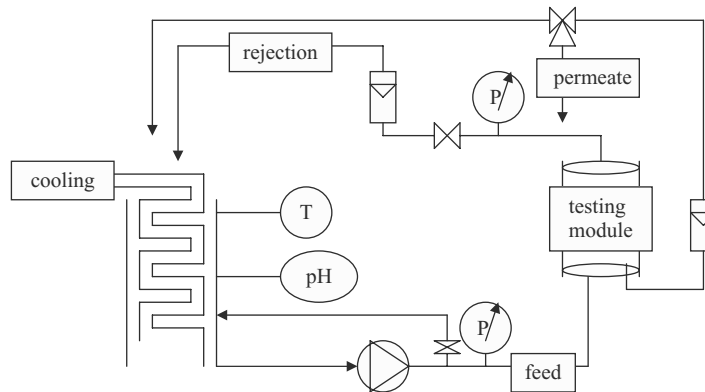 rejection
P
permeate
cooling
T
testing
module
pH
P
feed